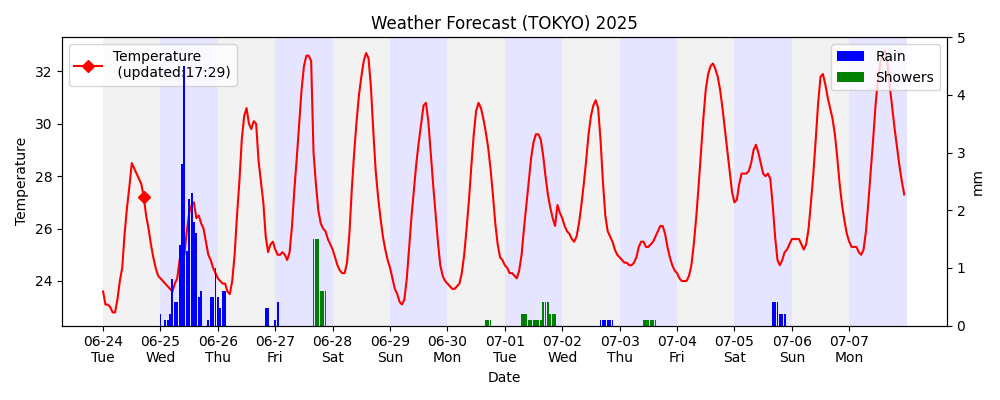 Weather Forecast (TOKYO) 2025
Temperature
(updated:17:29)
Rain
Showers
Temperature
32
30
28
26
24
mm
5
4
3
2
1
0
06-24 06-25 06-26 06-27 06-28 06-29 06-30 07-01 07-02 07-03 07-04 07-05 07-06 07-07
Tue Wed Thu Fri Sat Sun Mon Tue Wed Thu Fri Sat Sun Mon
Date